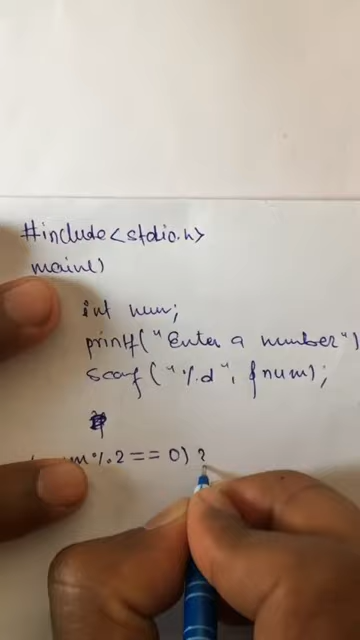 #include<stdio.h>
main()
int num;
printf("Enter a number")
scanf("%d", &num);
m%2==0) ?